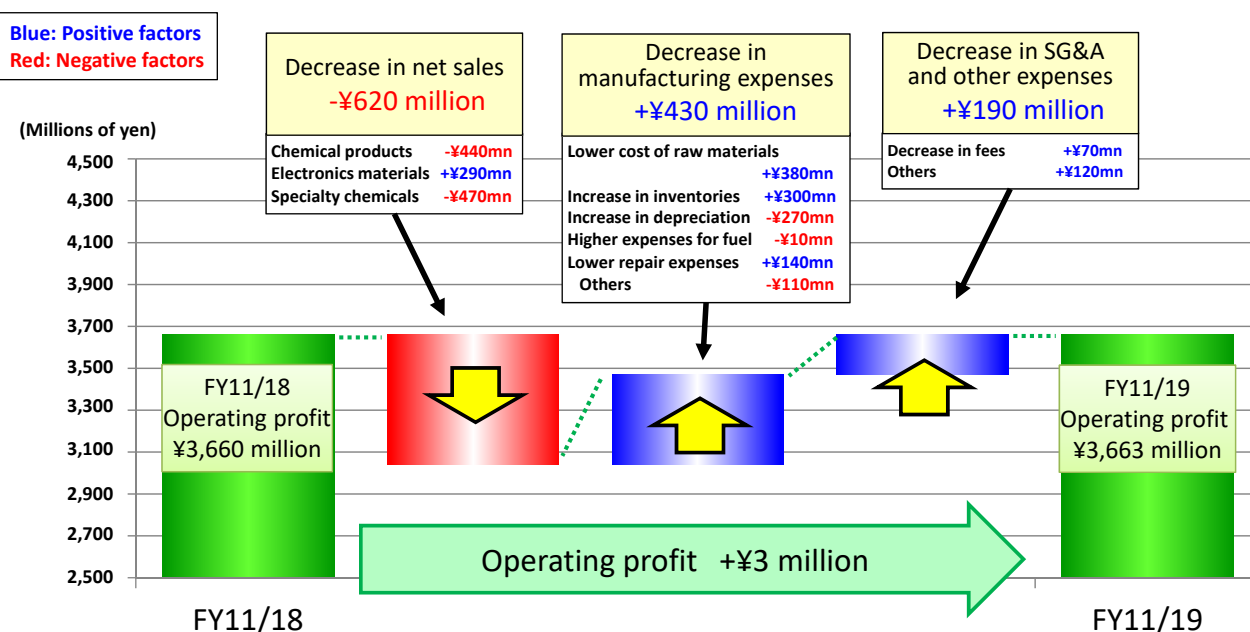 Blue: Positive factors
Red: Negative factors
(Millions of yen)
Decrease in net sales
-¥620 million
Chemical products -¥440mn
Electronics materials +¥290mn
Specialty chemicals -¥470mn
Decrease in
manufacturing expenses
+¥430 million
Lower cost of raw materials
+¥380mn
Increase in inventories +¥300mn
Increase in depreciation -¥270mn
Higher expenses for fuel -¥10mn
Lower repair expenses +¥140mn
Others -¥110mn
Decrease in SG&A
and other expenses
+¥190 million
Decrease in fees +¥70mn
Others +¥120mn
4,500
4,300
4,100
3,900
3,700
3,500
3,300
3,100
2,900
2,700
2,500
FY11/18
Operating profit
¥3,660 million
FY11/19
Operating profit
¥3,663 million
Operating profit +¥3 million
FY11/18
FY11/19